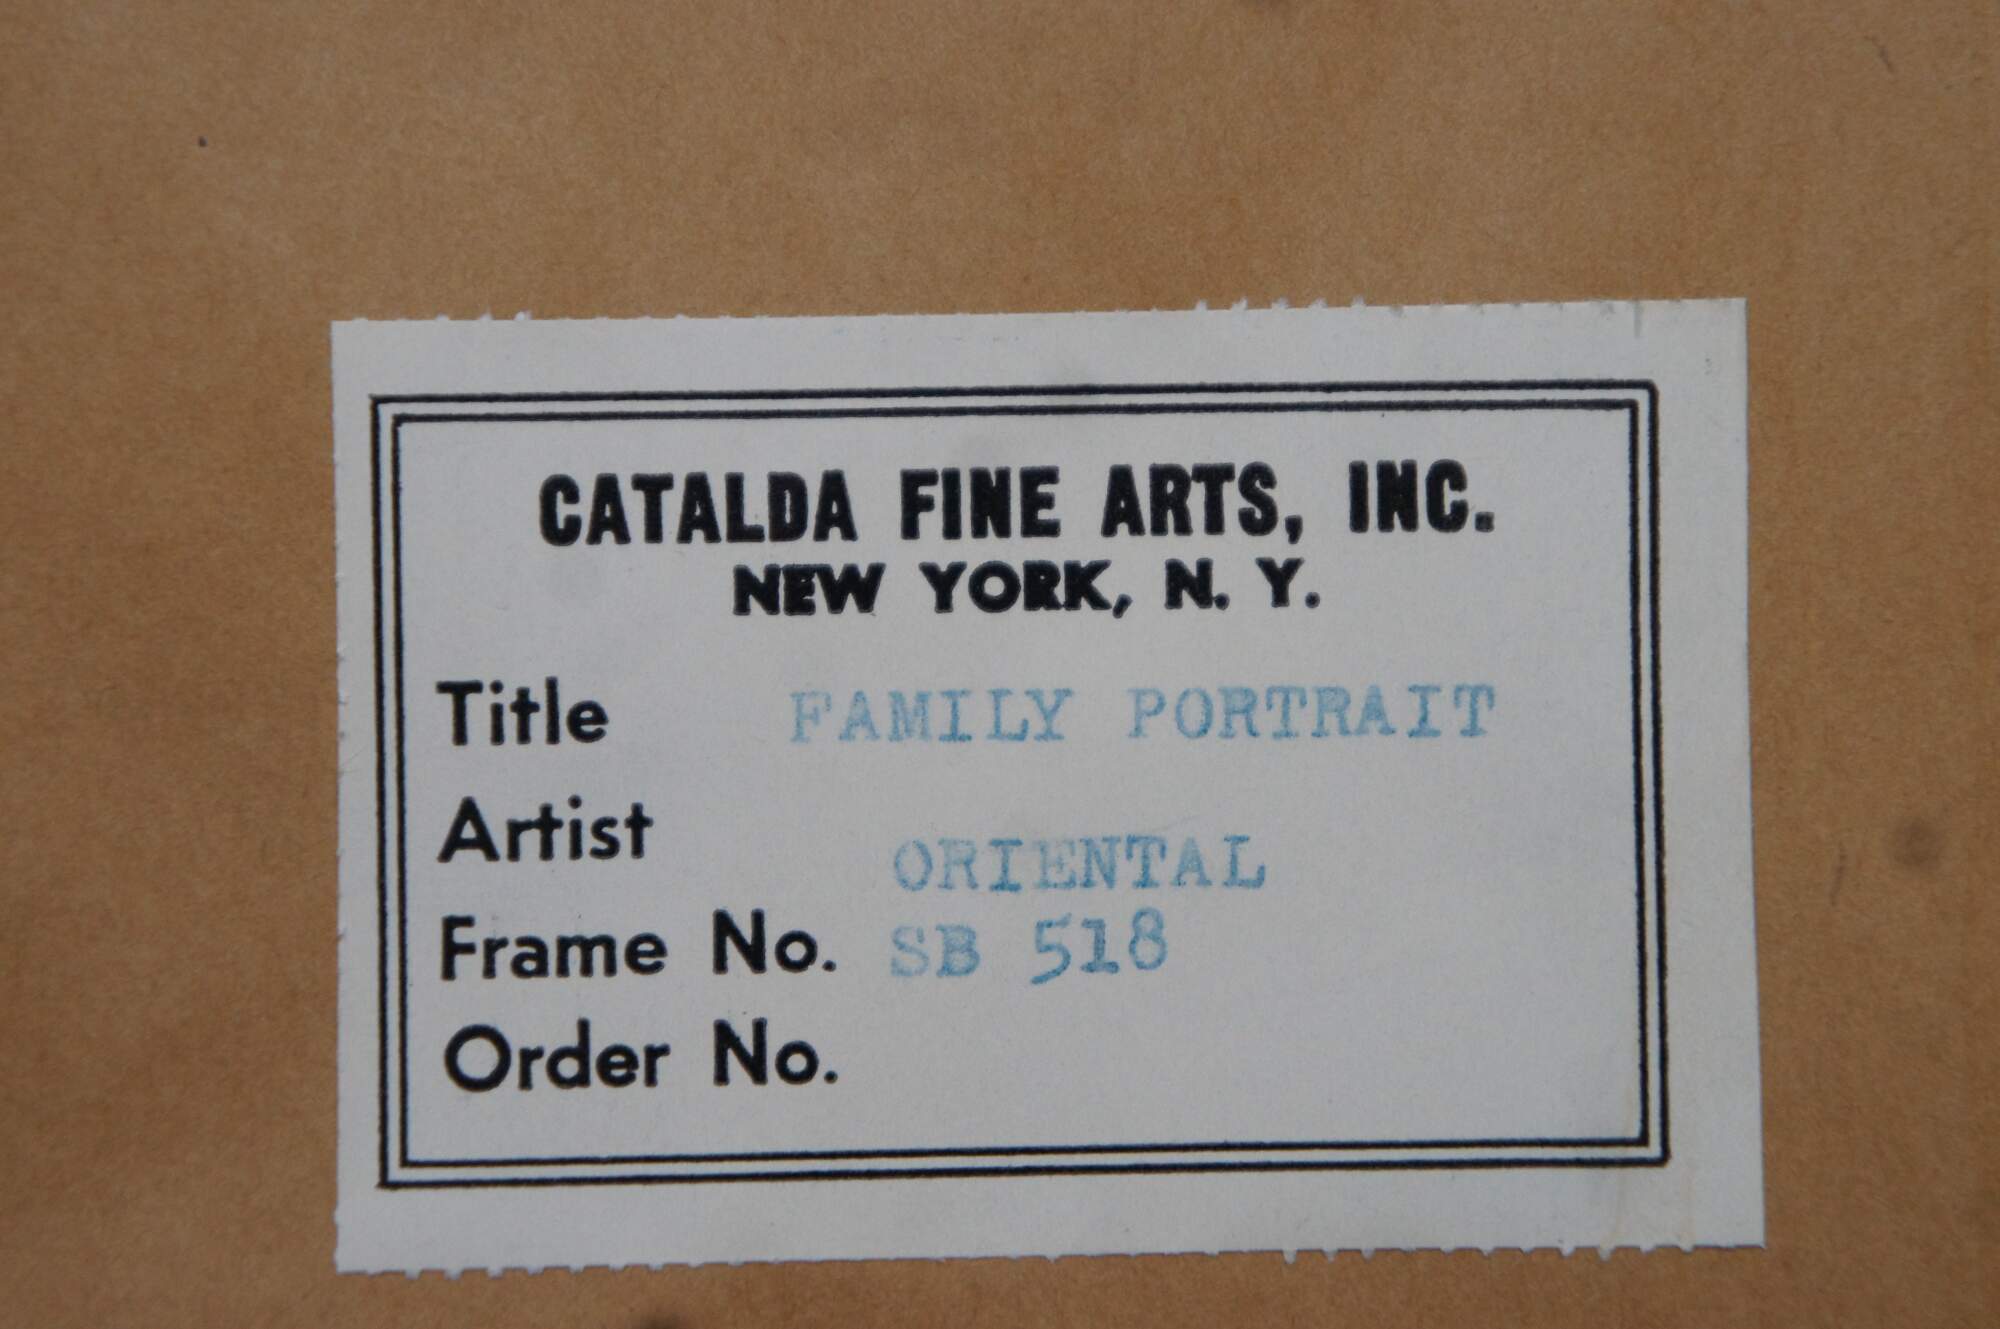 CATALDA FINE ARTS, INC.
NEW YORK, N. Y.
Title FAMILY PORTRAIT
Artist ORIENTAL
Frame No. SB 518
Order No.